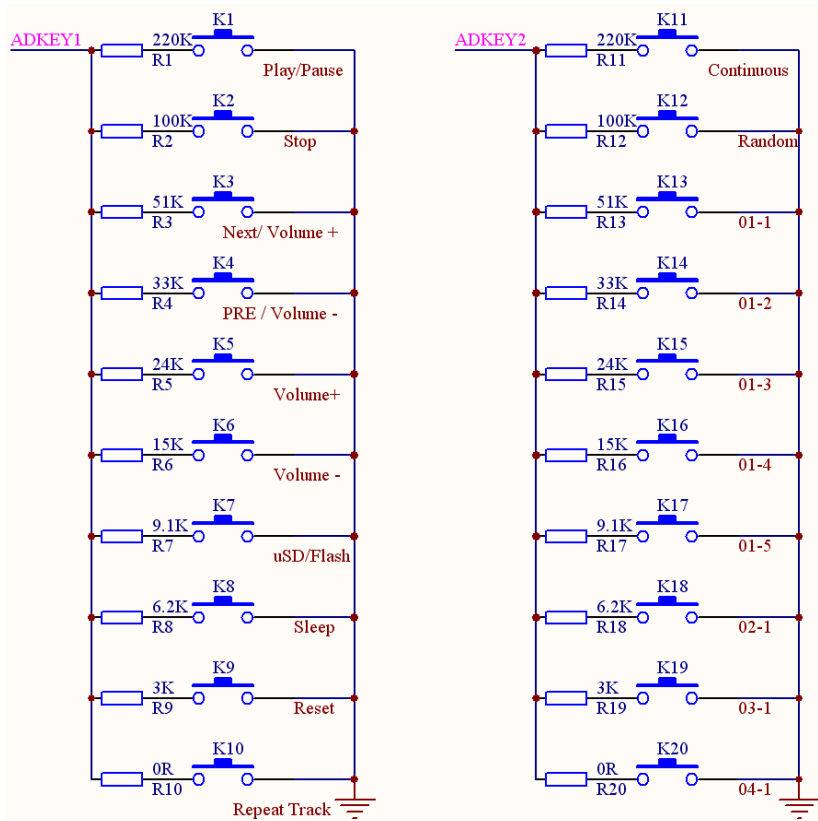 ADKEY1
K1
220K
R1
Play/Pause
K2
100K
R2
Stop
K3
51K
R3
Next/ Volume +
K4
33K
R4
PRE / Volume -
K5
24K
R5
Volume+
K6
15K
R6
Volume -
K7
9.1K
R7
uSD/Flash
K8
6.2K
R8
Sleep
K9
3K
R9
Reset
K10
0R
R10
Repeat Track
ADKEY2
K11
220K
R11
Continuous
K12
100K
R12
Random
K13
51K
R13
01-1
K14
33K
R14
01-2
K15
24K
R15
01-3
K16
15K
R16
01-4
K17
9.1K
R17
01-5
K18
6.2K
R18
02-1
K19
3K
R19
03-1
K20
0R
R20
04-1